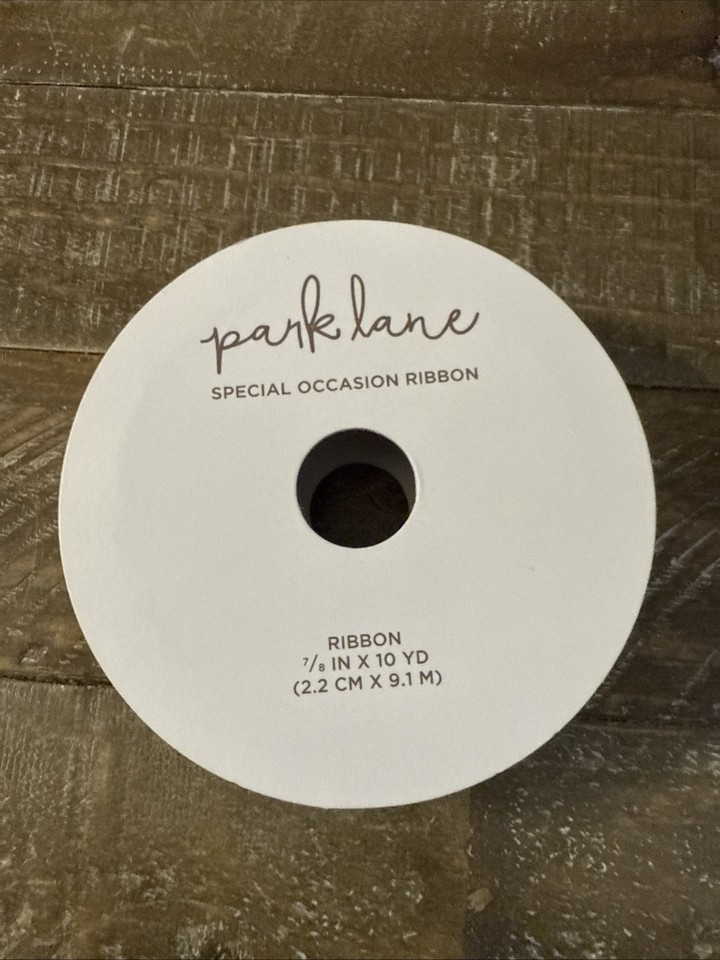 park lane
SPECIAL OCCASION RIBBON
RIBBON
⁷/₈ IN X 10 YD
(2.2 CM X 9.1 M)